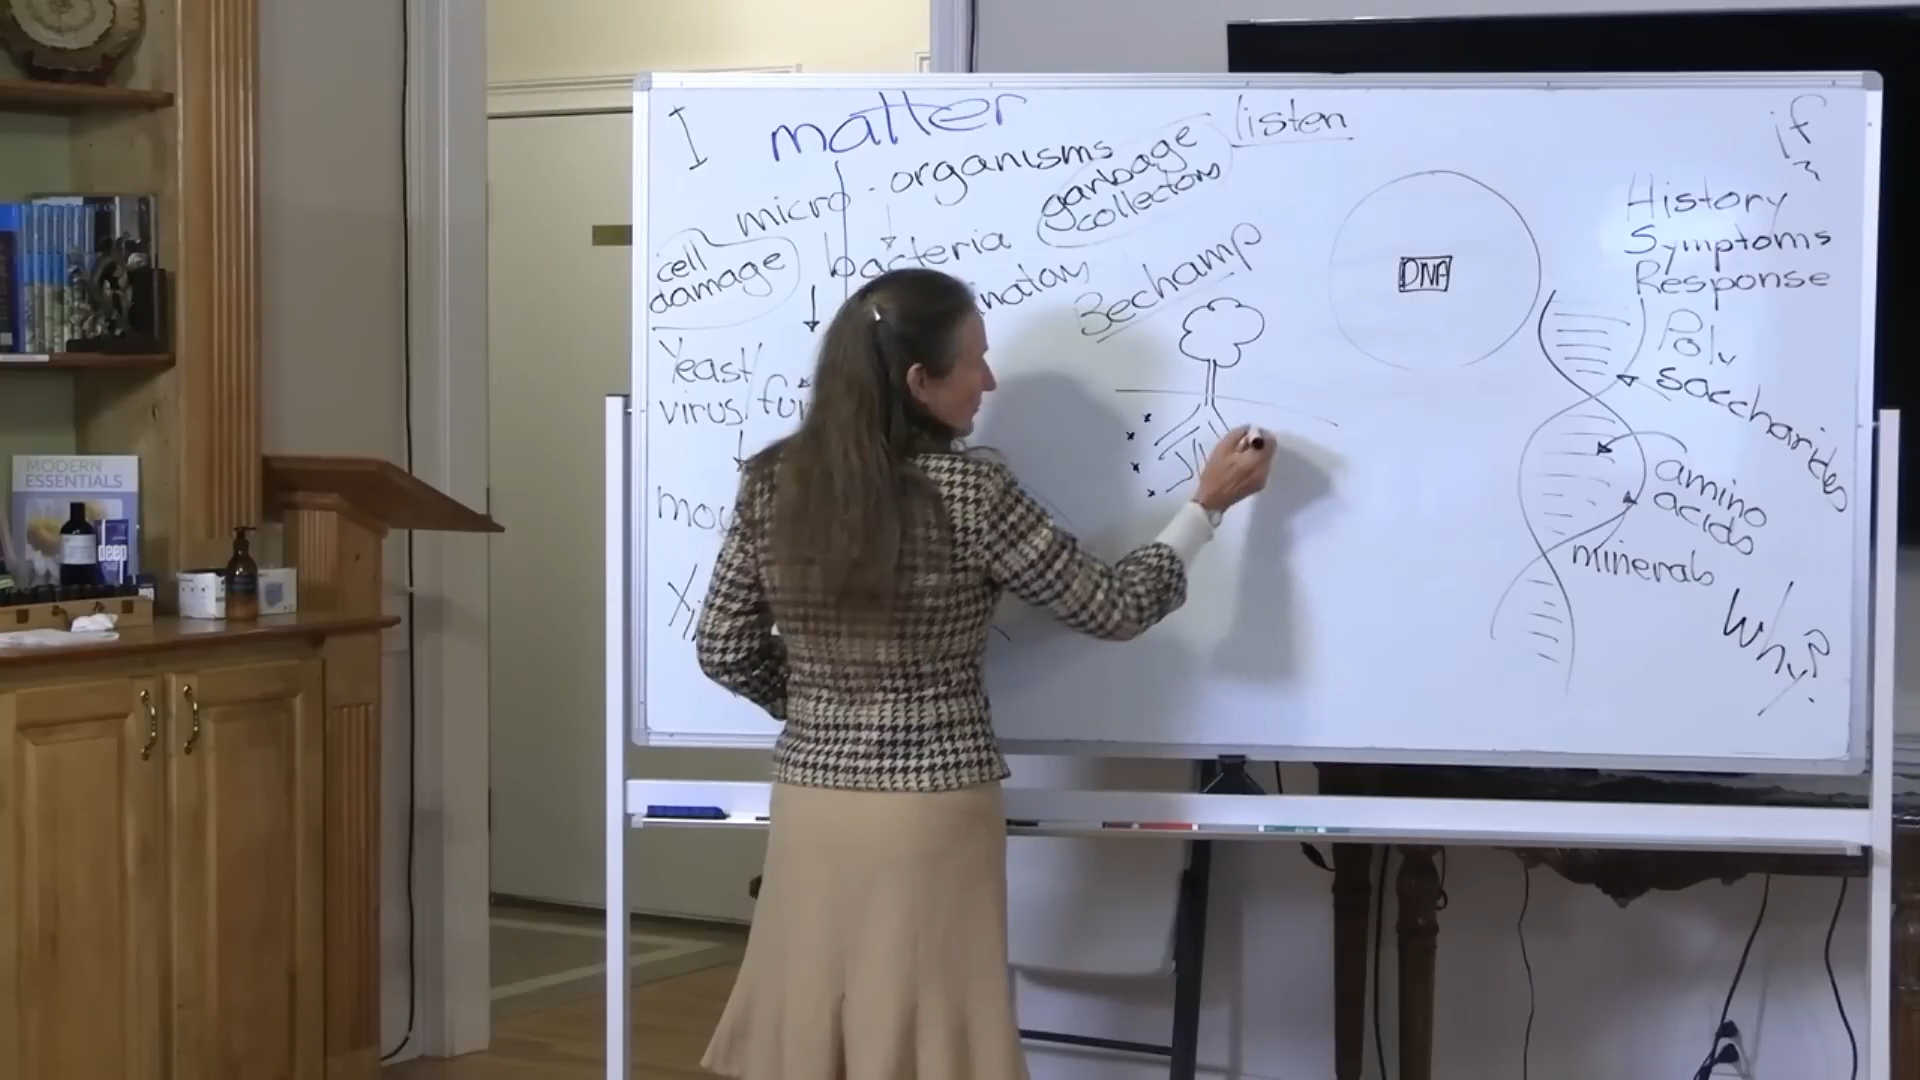 I matter
listen
micro-organisms
garbage
collectors
cell
damage
bacteria
Bechamp
Yeast/
virus/
DNA
if
History
Symptoms
Response
Poly
saccharides
amino
acids
minerals
Why?
MODERN
ESSENTIALS
deep